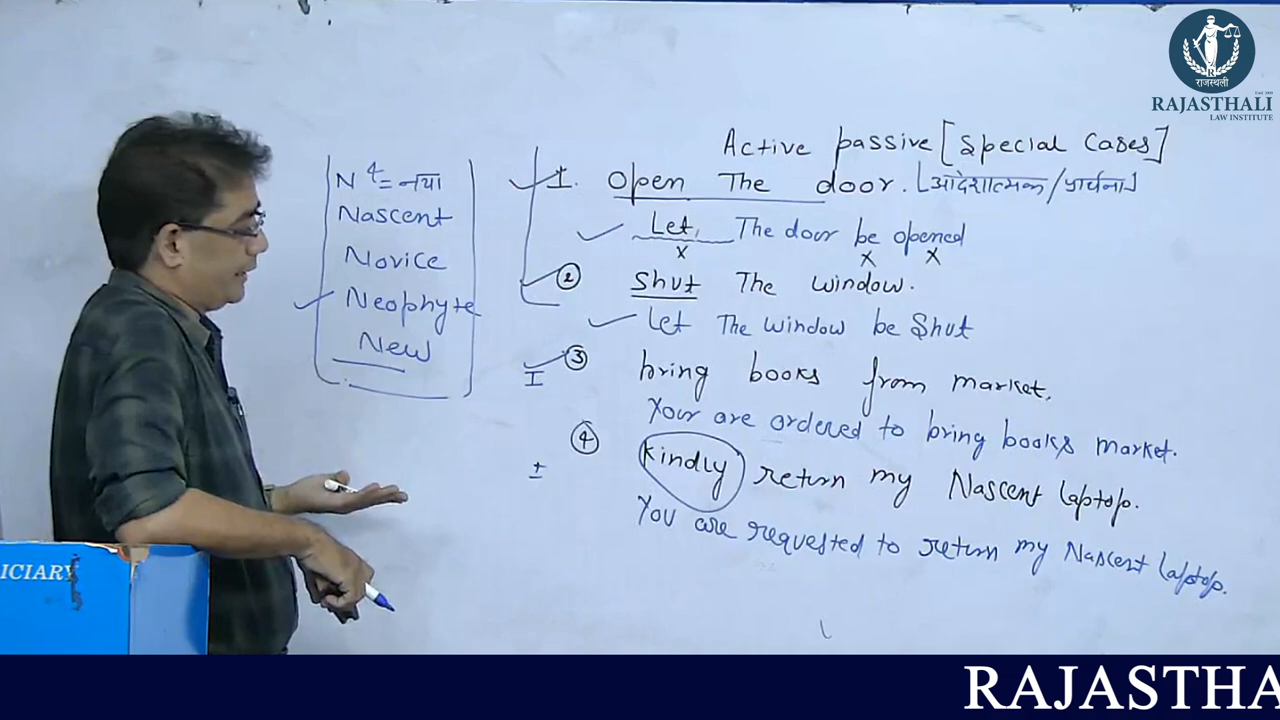 राजस्थली
RAJASTHALI
LAW INSTITUTE
Active passive [Special Cases]
I. Open The door. [आदेशात्मक/प्रार्थना]
Let, The door be opened
x x x
② Shut The window.
Let The window be Shut
③ bring books from market.
I
Your are ordered to bring books market.
④ kindly return my Nascent Laptop.
You are requested to return my Nascent Laptop.
N⁴ = नया
Nascent
Novice
Neophyte
New
ICIARY
RAJASTHA